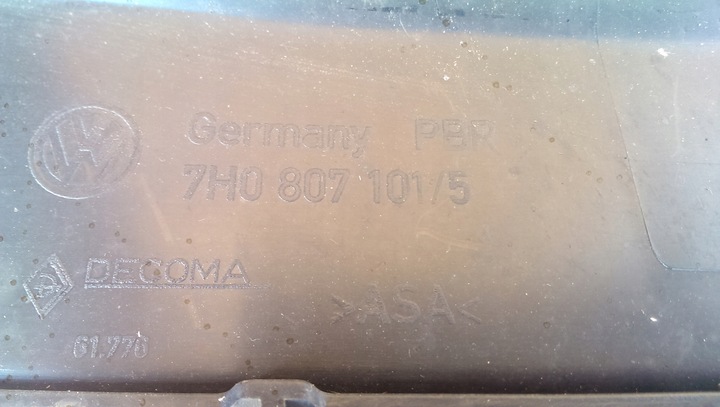 Germany PBR
7H0 807 101/5
DECOMA
>ASA<
61.776